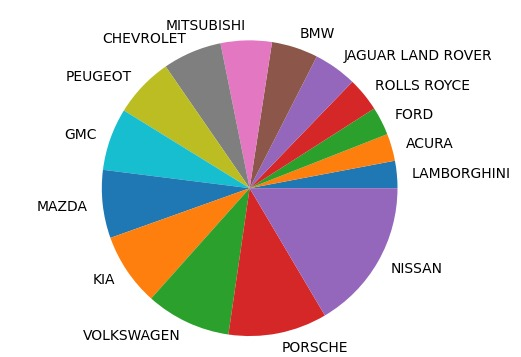 MITSUBISHI
BMW
CHEVROLET
JAGUAR LAND ROVER
PEUGEOT
ROLLS ROYCE
FORD
GMC
ACURA
LAMBORGHINI
MAZDA
NISSAN
KIA
VOLKSWAGEN
PORSCHE